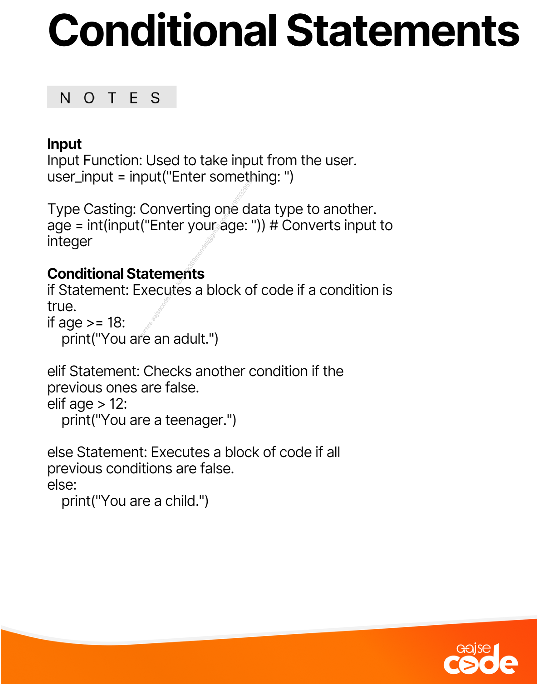 Conditional Statements
NOTES
Input
Input Function: Used to take input from the user.
user_input = input("Enter something: ")
Type Casting: Converting one data type to another.
age = int(input("Enter your age: ")) # Converts input to
integer
Conditional Statements
if Statement: Executes a block of code if a condition is
true.
if age >= 18:
    print("You are an adult.")
elif Statement: Checks another condition if the
previous ones are false.
elif age > 12:
    print("You are a teenager.")
else Statement: Executes a block of code if all
previous conditions are false.
else:
    print("You are a child.")
code